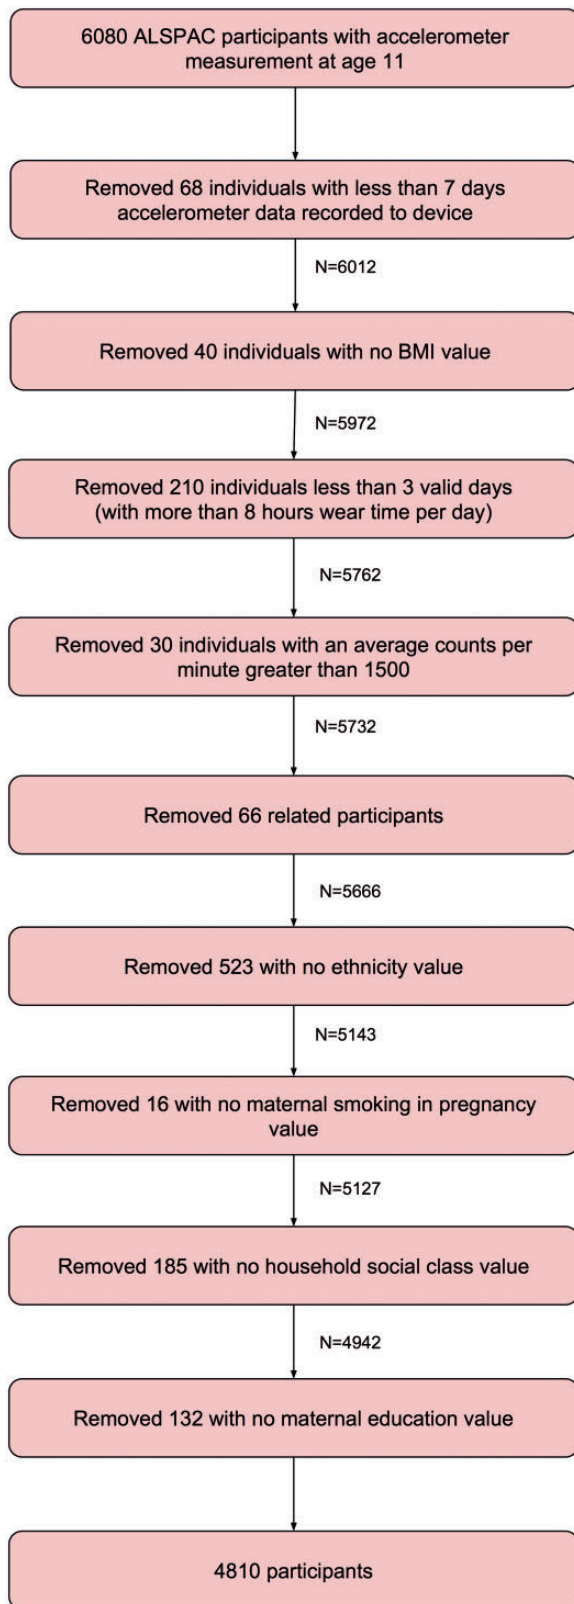 6080 ALSPAC participants with accelerometer
measurement at age 11
Removed 68 individuals with less than 7 days
accelerometer data recorded to device
N=6012
Removed 40 individuals with no BMI value
N=5972
Removed 210 individuals less than 3 valid days
(with more than 8 hours wear time per day)
N=5762
Removed 30 individuals with an average counts per
minute greater than 1500
N=5732
Removed 66 related participants
N=5666
Removed 523 with no ethnicity value
N=5143
Removed 16 with no maternal smoking in pregnancy
value
N=5127
Removed 185 with no household social class value
N=4942
Removed 132 with no maternal education value
4810 participants